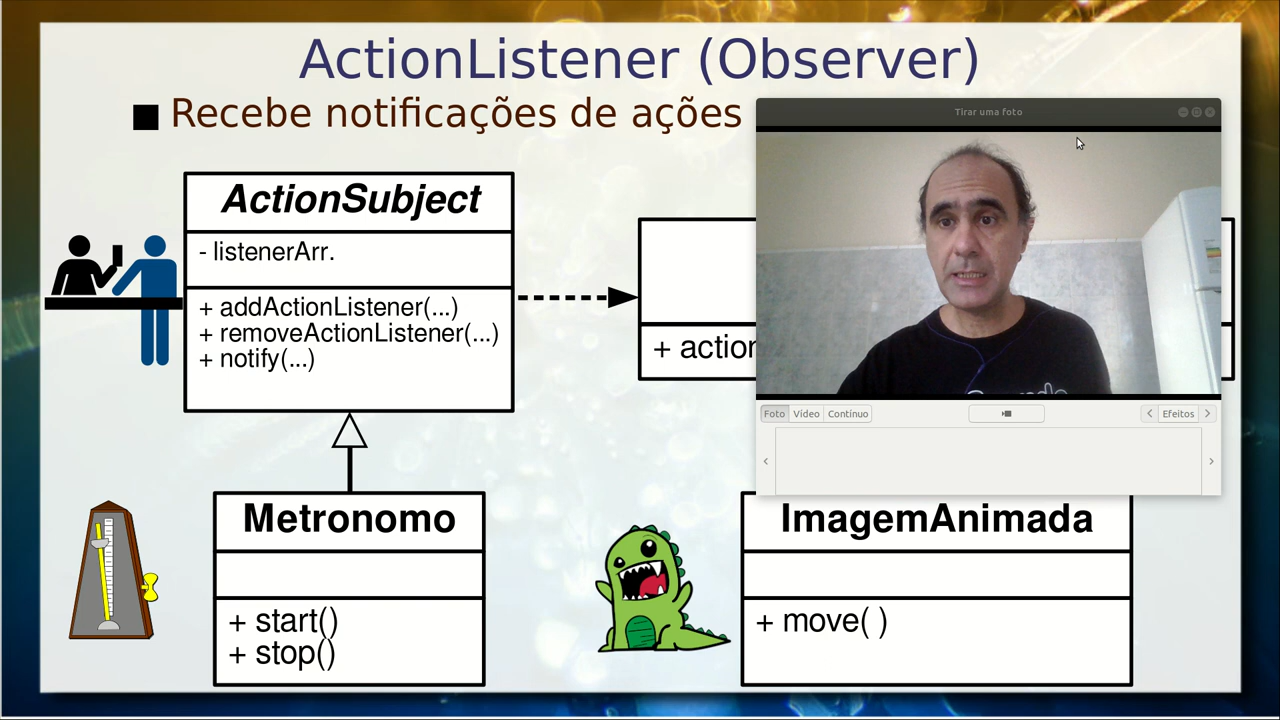 ActionListener (Observer)
Recebe notificações de ações
Tirar uma foto
ActionSubject
- listenerArr.
+ addActionListener(...)
+ removeActionListener(...)
+ notify(...)
+ action
Foto Vídeo Contínuo
Efeitos
Metronomo
+ start()
+ stop()
ImagemAnimada
+ move( )